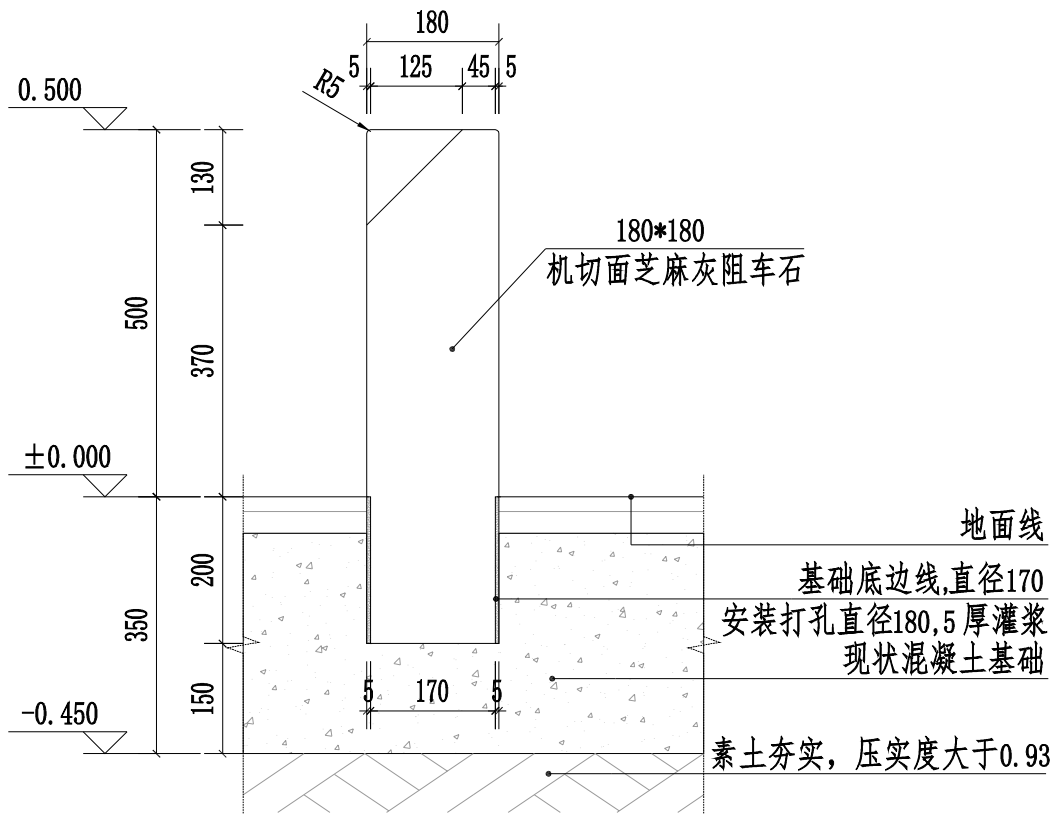 180
5 125 45 5
R5
0.500
130
180*180
机切面芝麻灰阻车石
500
370
±0.000
地面线
200
基础底边线,直径170
350
安装打孔直径180,5厚灌浆
现状混凝土基础
5 170 5
150
-0.450
素土夯实，压实度大于0.93